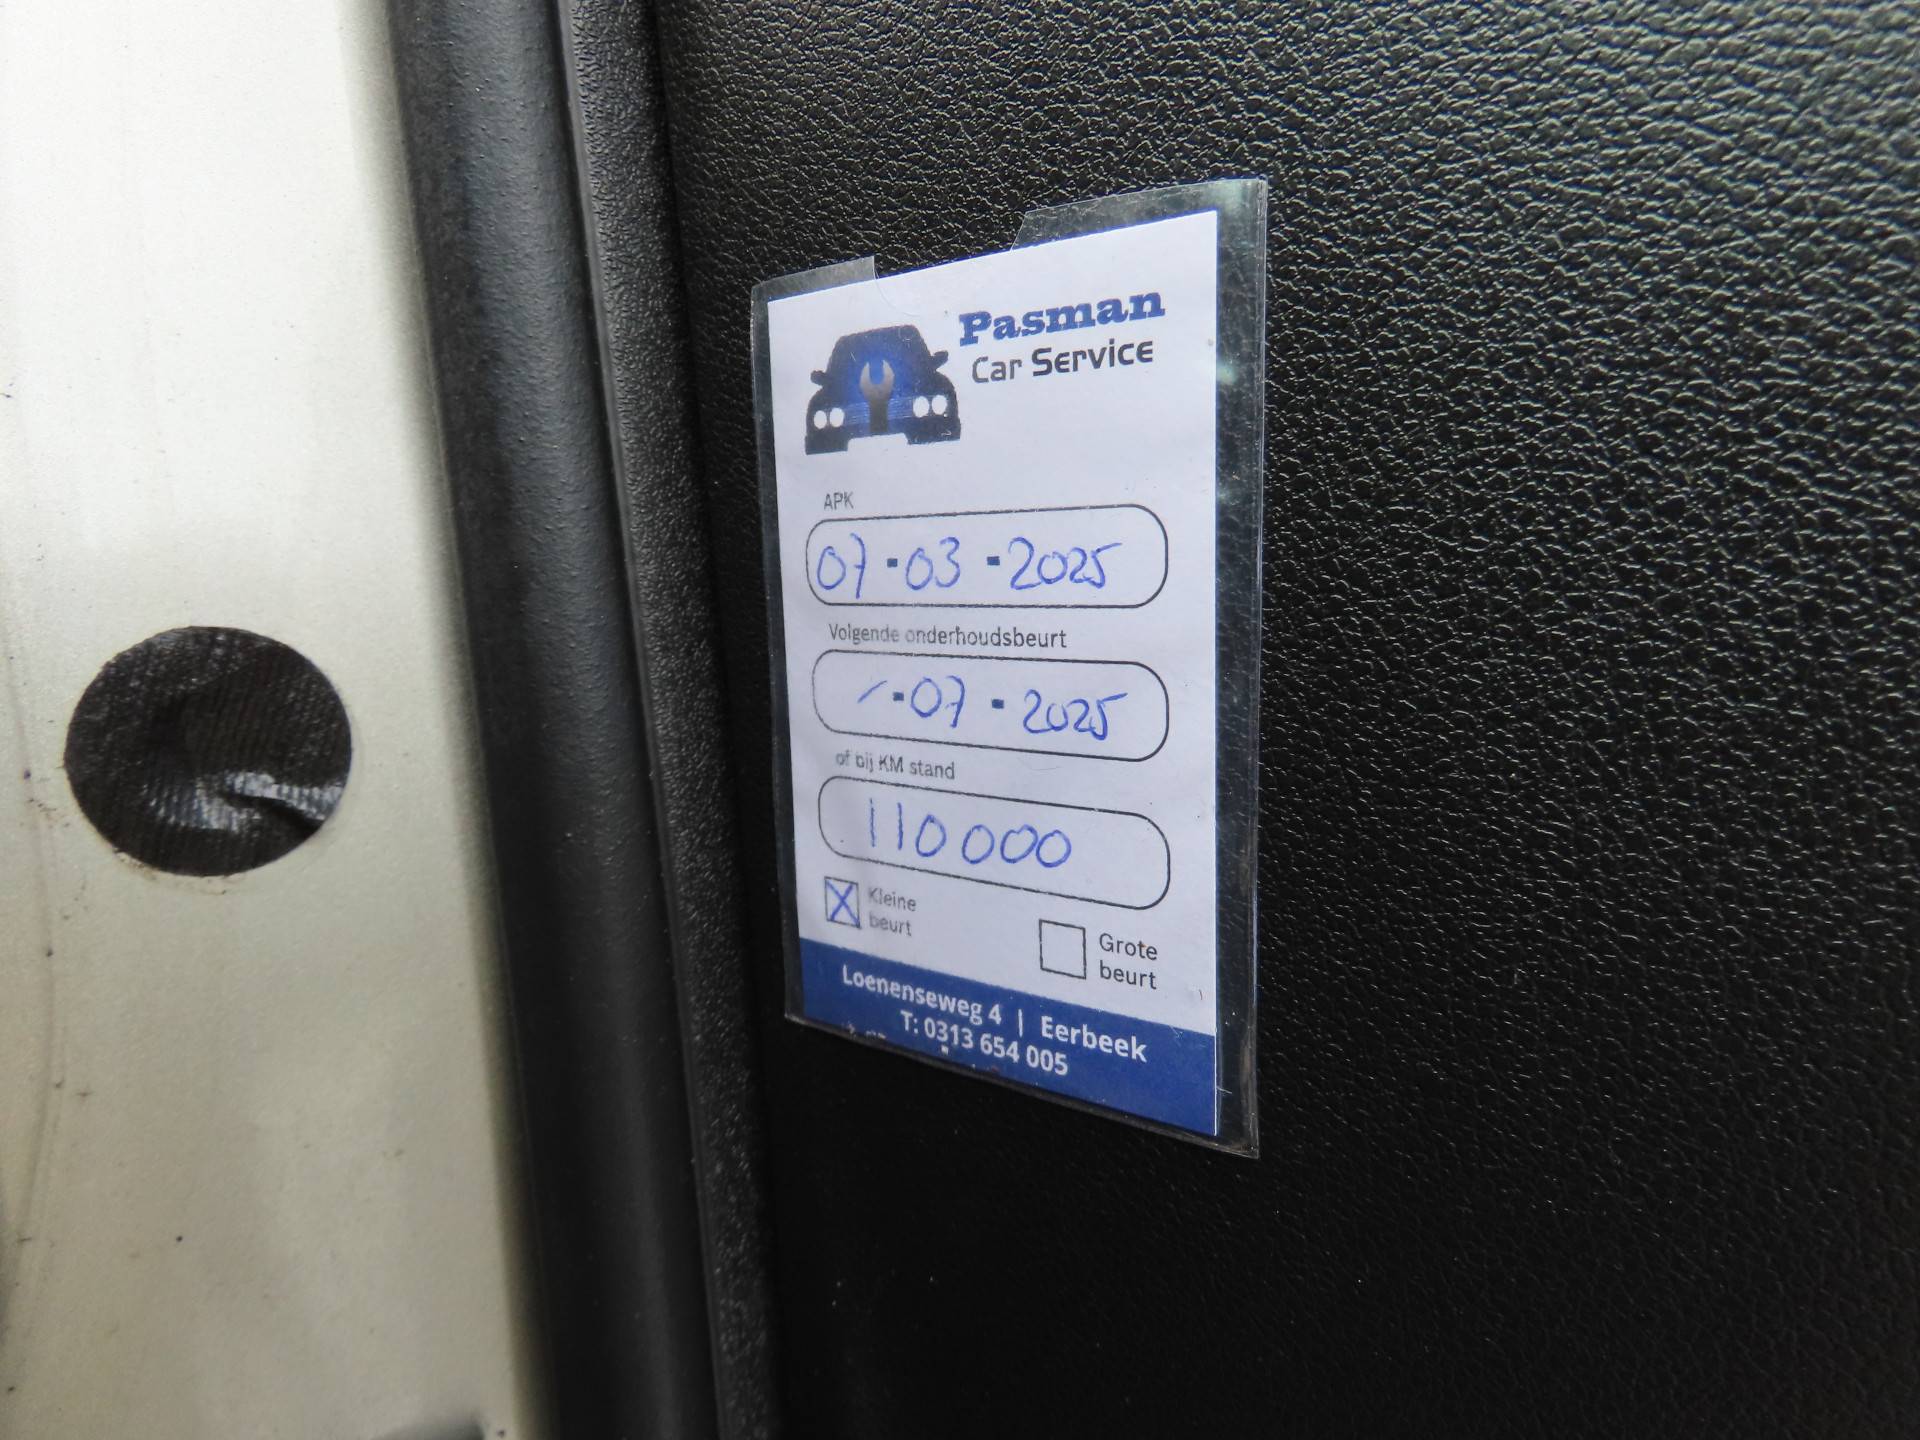 Pasman
Car Service
APK
07-03-2025
Volgende onderhoudsbeurt
/-07-2025
of bij KM stand
110000
X Kleine beurt
Grote beurt
Loenenseweg 4 | Eerbeek
T: 0313 654 005